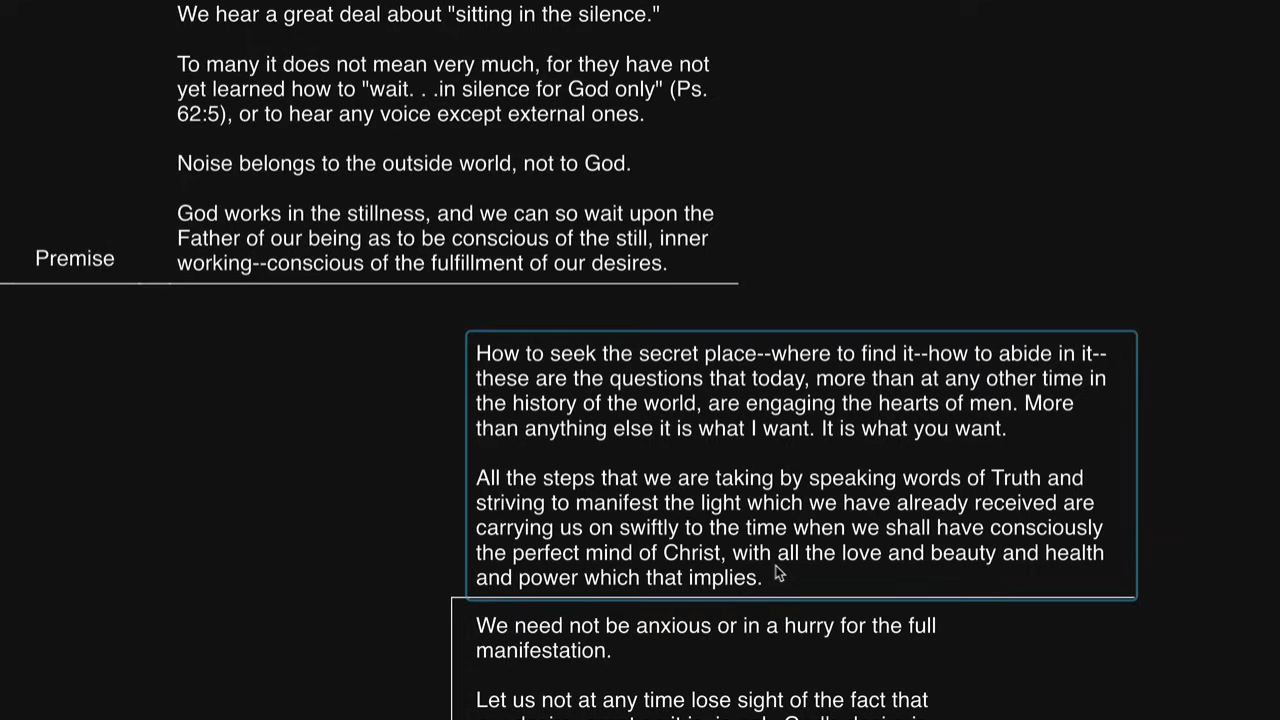 We hear a great deal about "sitting in the silence."
To many it does not mean very much, for they have not
yet learned how to "wait. . .in silence for God only" (Ps.
62:5), or to hear any voice except external ones.
Noise belongs to the outside world, not to God.
God works in the stillness, and we can so wait upon the
Father of our being as to be conscious of the still, inner
working--conscious of the fulfillment of our desires.
Premise
How to seek the secret place--where to find it--how to abide in it--
these are the questions that today, more than at any other time in
the history of the world, are engaging the hearts of men. More
than anything else it is what I want. It is what you want.
All the steps that we are taking by speaking words of Truth and
striving to manifest the light which we have already received are
carrying us on swiftly to the time when we shall have consciously
the perfect mind of Christ, with all the love and beauty and health
and power which that implies.
We need not be anxious or in a hurry for the full
manifestation.
Let us not at any time lose sight of the fact that